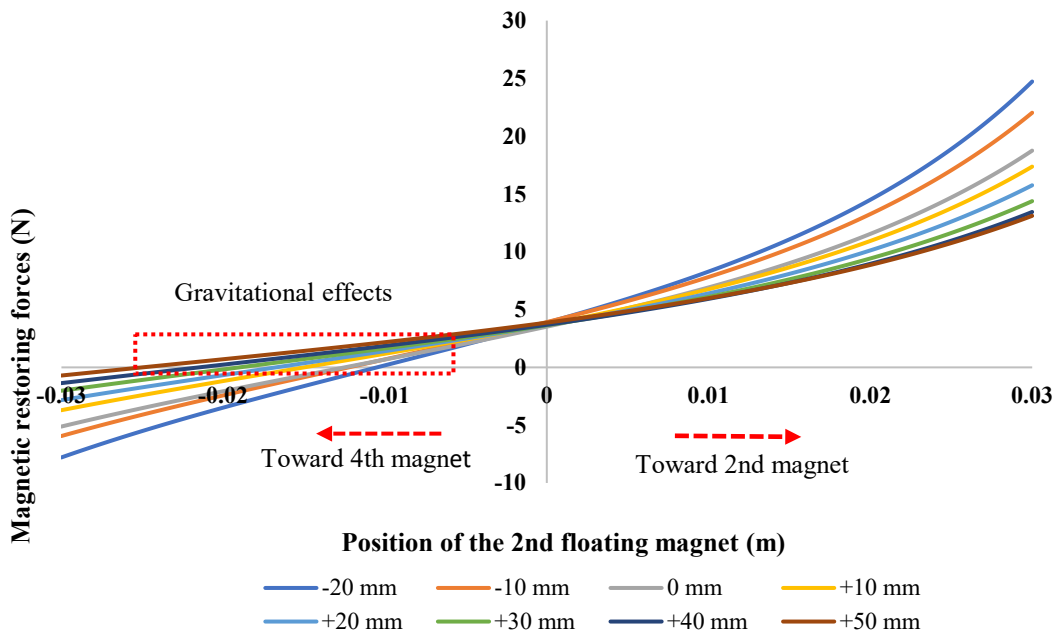 30
25
20
15
10
5
0
-5
-10
-0.03
-0.02
-0.01
0
0.01
0.02
0.03
Gravitational effects
Toward 4th magnet
Toward 2nd magnet
Magnetic restoring forces (N)
Position of the 2nd floating magnet (m)
-20 mm -10 mm 0 mm +10 mm
+20 mm +30 mm +40 mm +50 mm